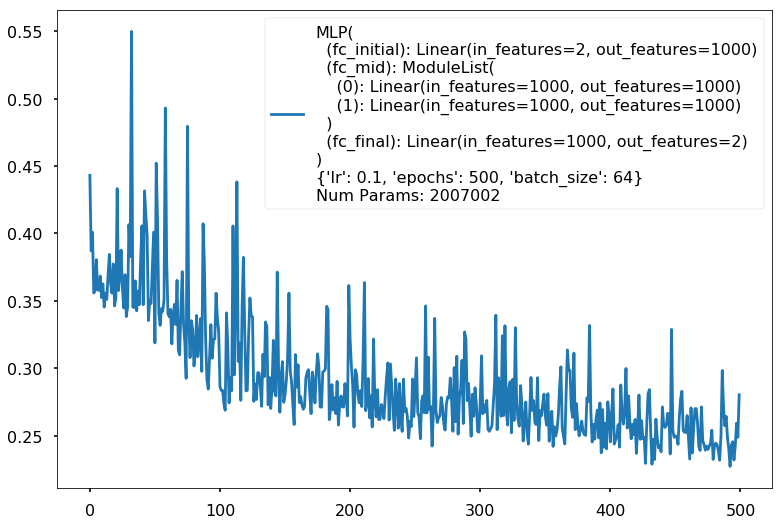 0.55
0.50
0.45
0.40
0.35
0.30
0.25
MLP(
  (fc_initial): Linear(in_features=2, out_features=1000)
  (fc_mid): ModuleList(
    (0): Linear(in_features=1000, out_features=1000)
    (1): Linear(in_features=1000, out_features=1000)
  )
  (fc_final): Linear(in_features=1000, out_features=2)
)
{'lr': 0.1, 'epochs': 500, 'batch_size': 64}
Num Params: 2007002
0 100 200 300 400 500